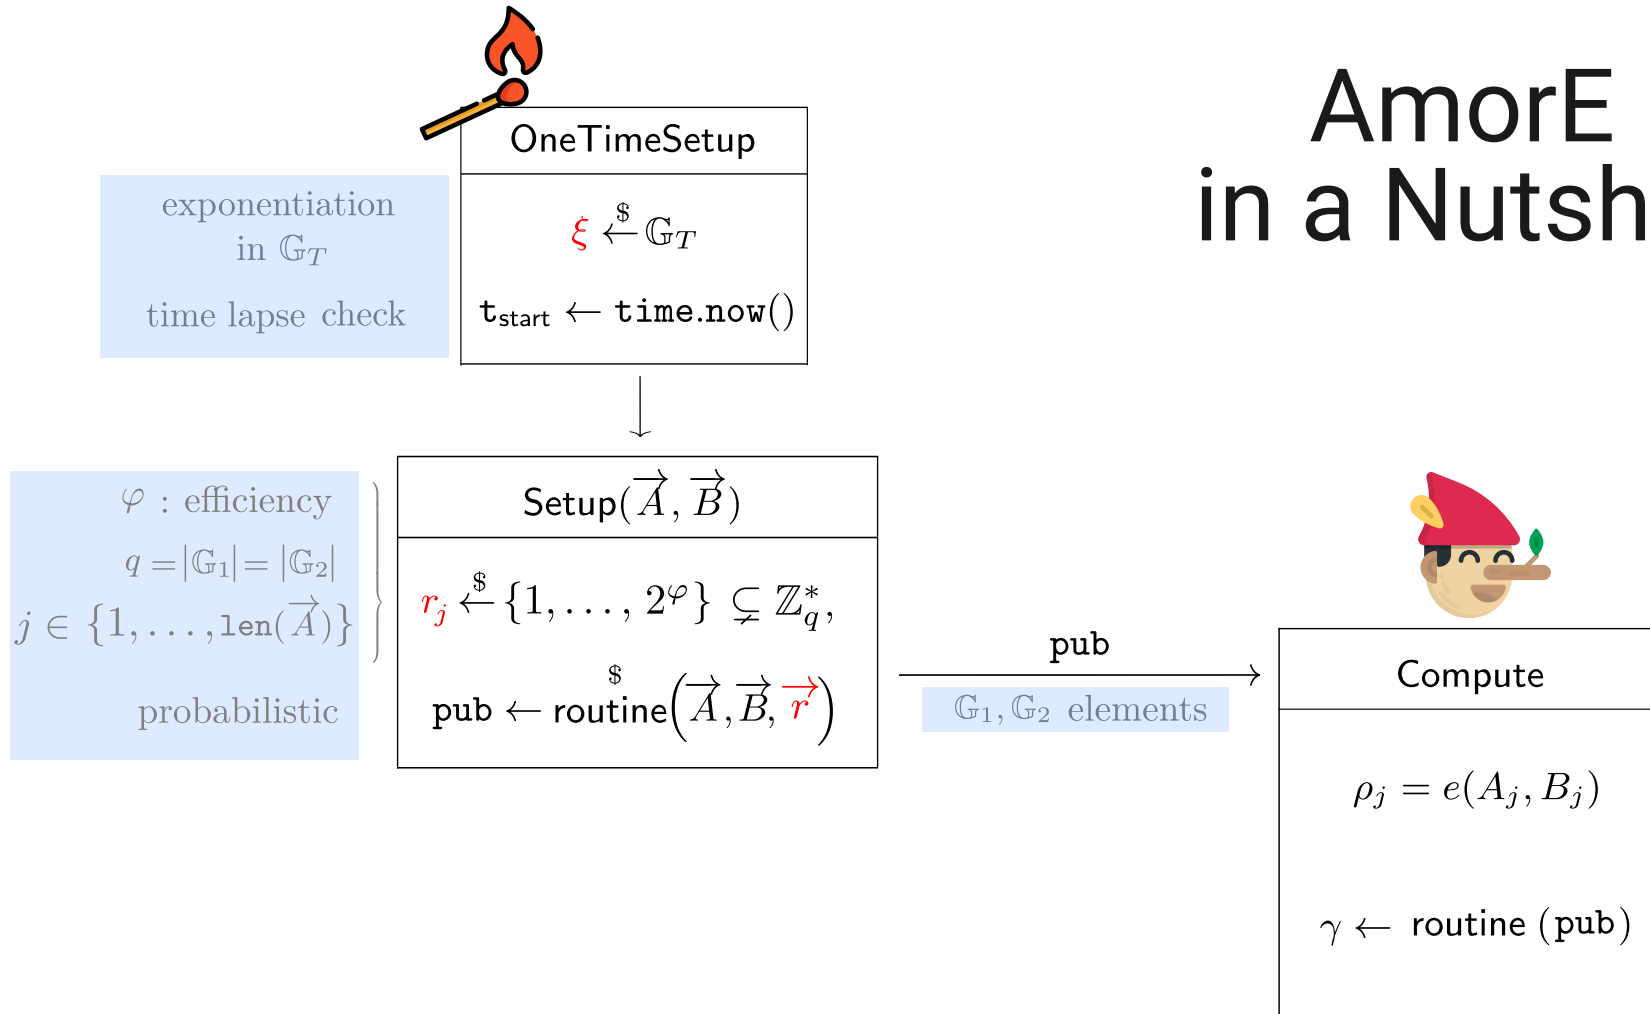 AmorE
in a Nutsh
OneTimeSetup
exponentiation
in 𝔾_T
ξ ←$ 𝔾_T
time lapse check
t_start ← time.now()
φ : efficiency
q = |𝔾₁| = |𝔾₂|
j ∈ {1, . . . , len(A⃗)}
probabilistic
Setup(A⃗, B⃗)
r_j ←$ {1, . . . , 2^φ} ⊊ ℤ*_q,
pub ←$ routine(A⃗, B⃗, r⃗)
pub
𝔾₁, 𝔾₂ elements
Compute
ρ_j = e(A_j, B_j)
γ ← routine (pub)